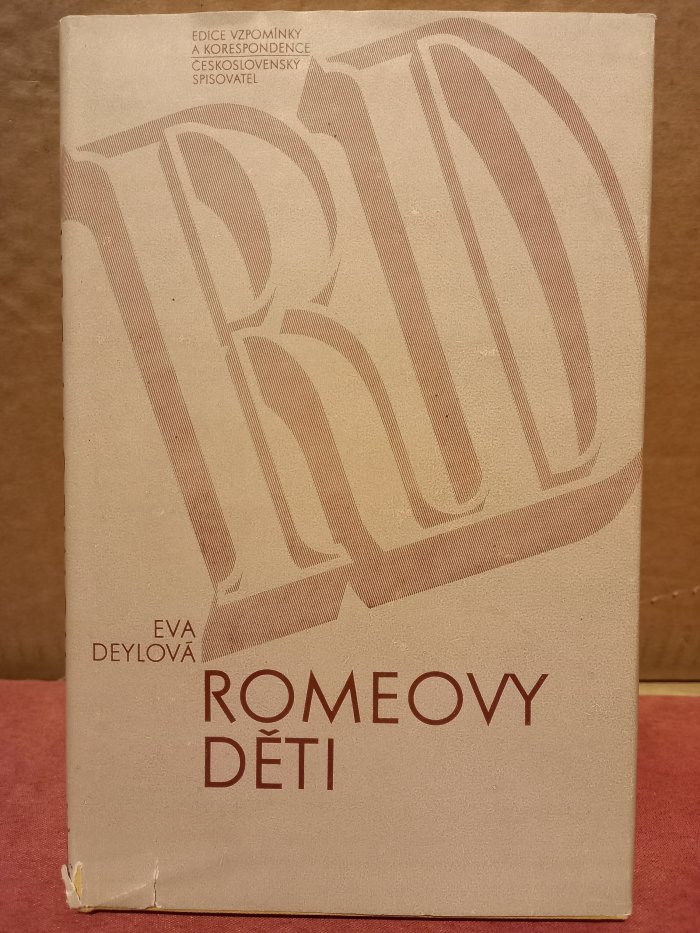 EDICE VZPOMÍNKY
A KORESPONDENCE
ČESKOSLOVENSKÝ
SPISOVATEL
RD
EVA
DEYLOVÁ
ROMEOVY
DĚTI